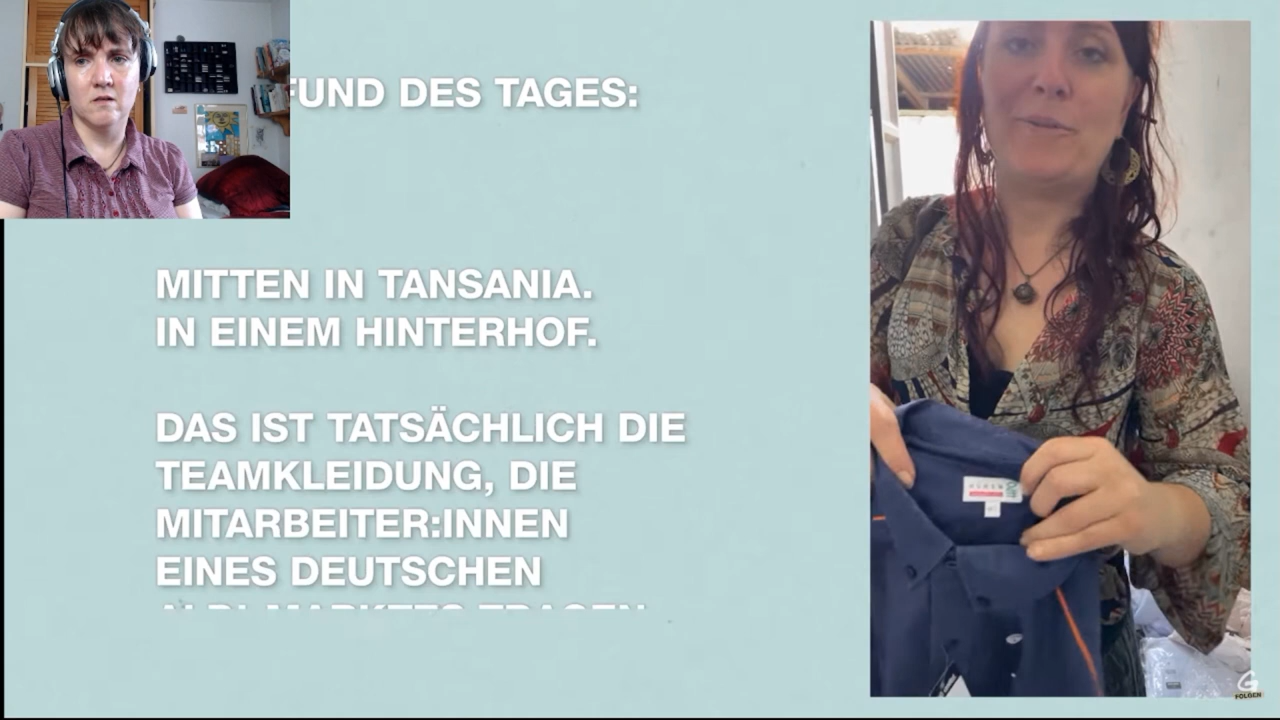 FUND DES TAGES:
MITTEN IN TANSANIA.
IN EINEM HINTERHOF.
DAS IST TATSÄCHLICH DIE
TEAMKLEIDUNG, DIE
MITARBEITER:INNEN
EINES DEUTSCHEN
G
FOLGEN